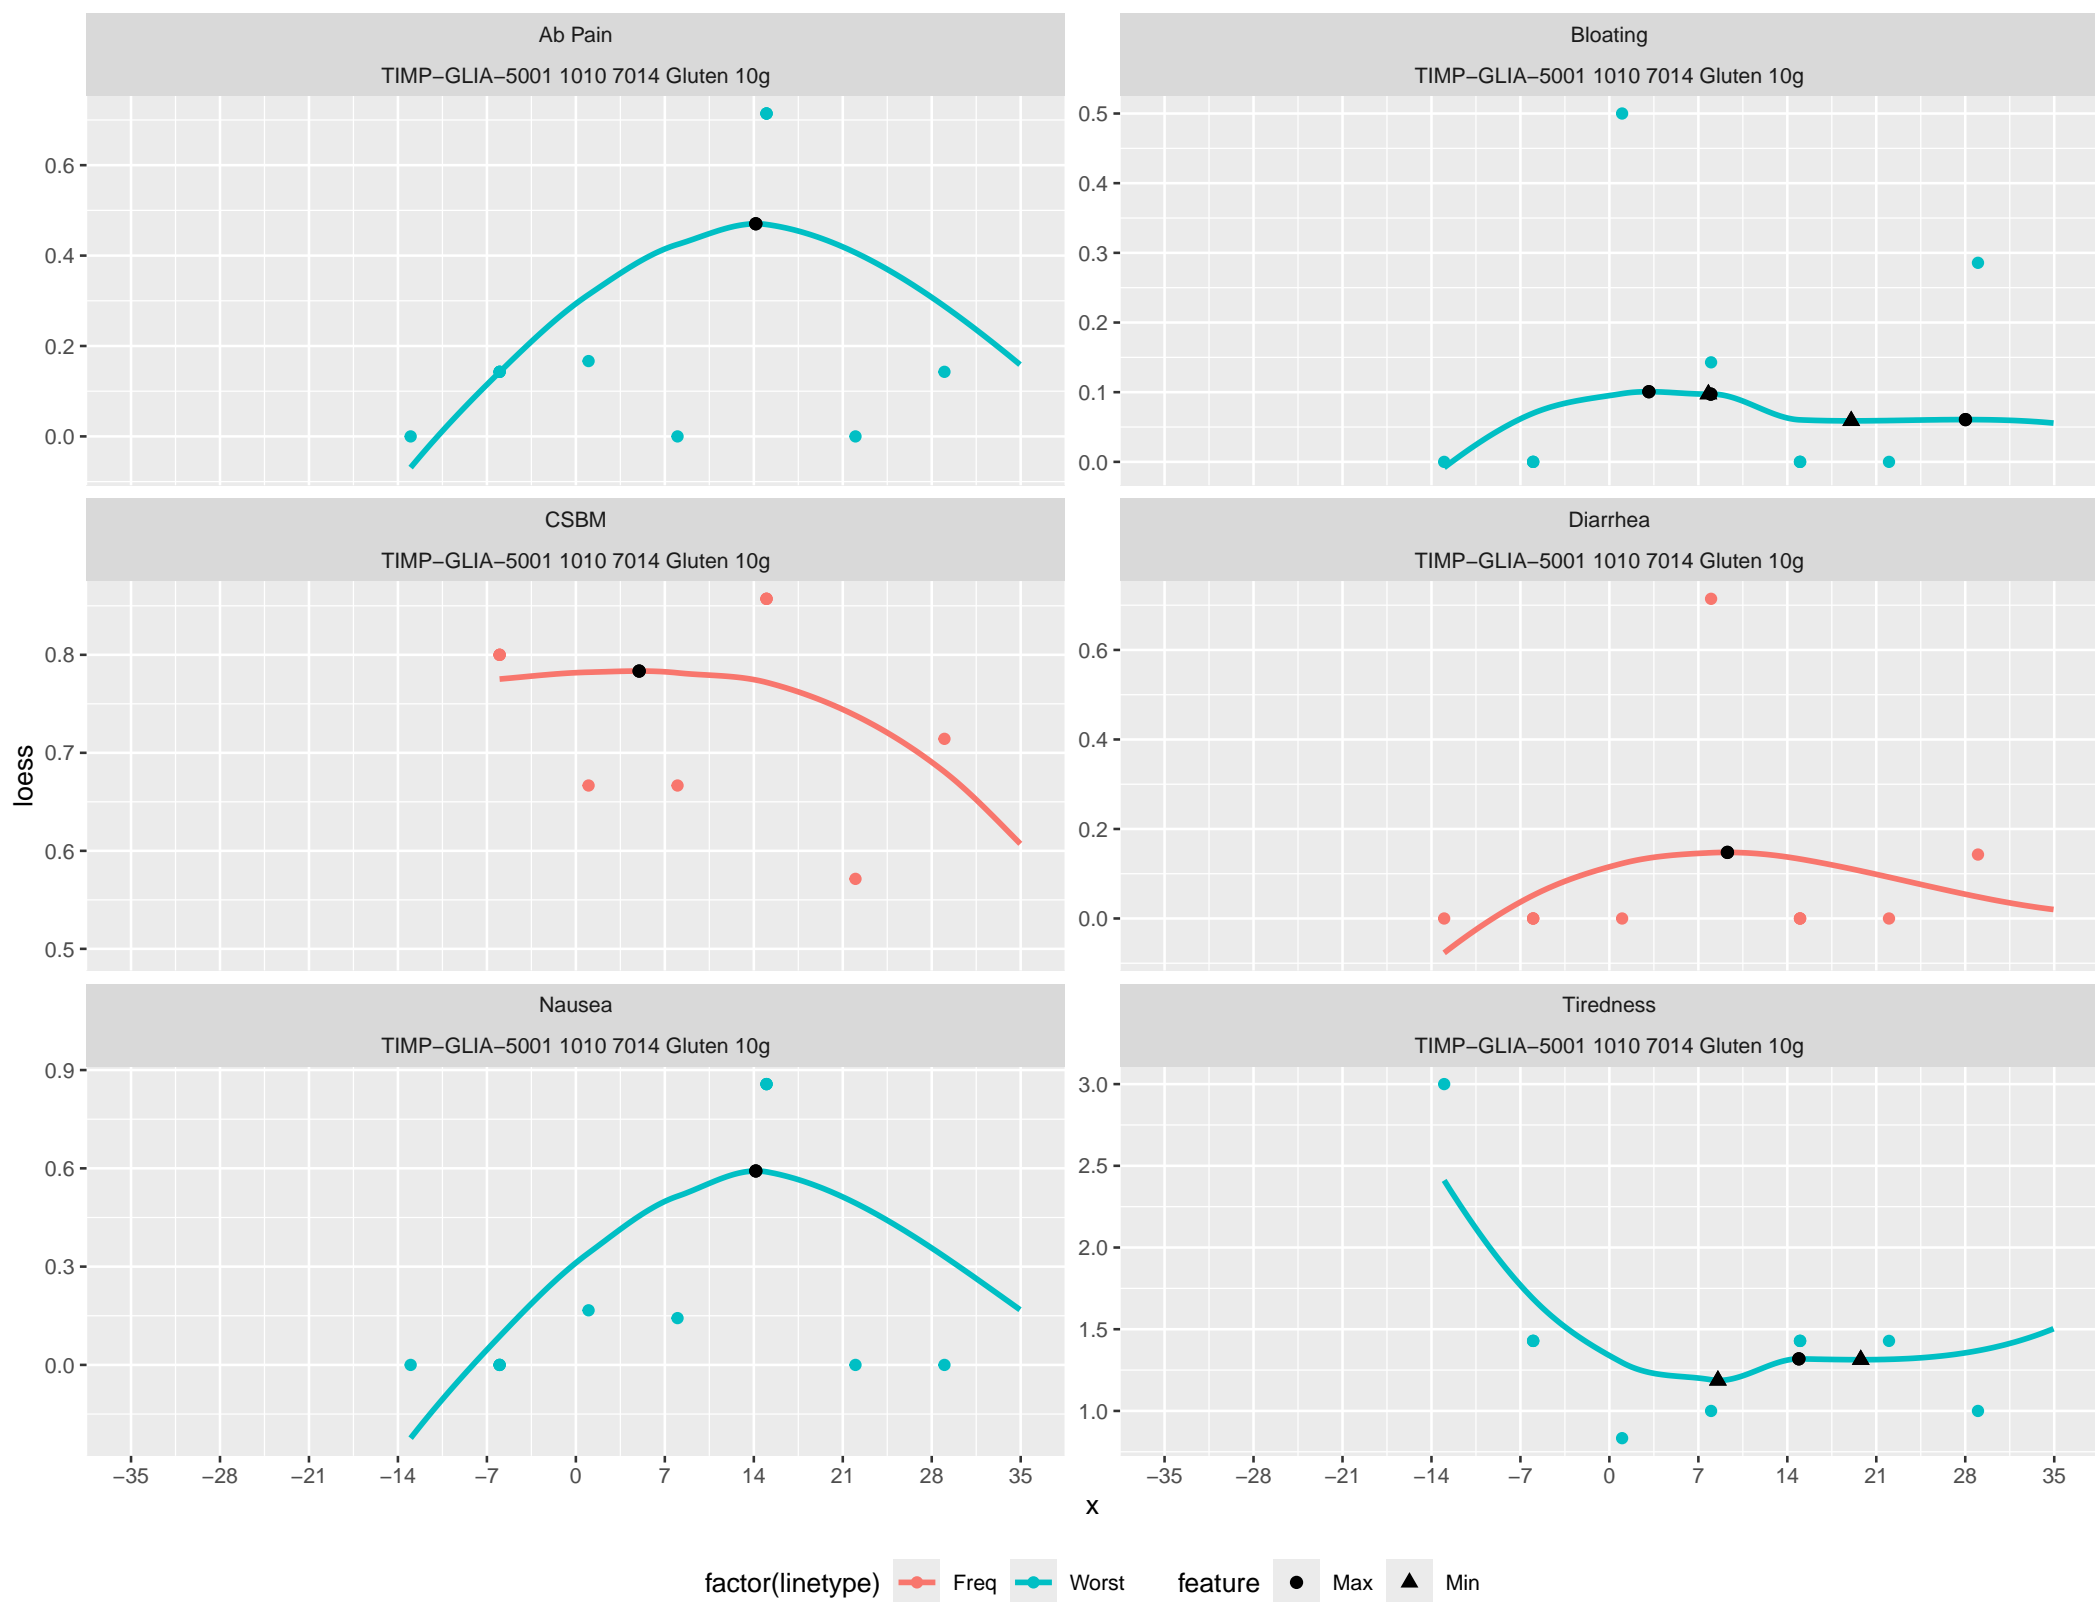 Ab Pain
TIMP−GLIA−5001 1010 7014 Gluten 10g
0.6
0.4
0.2
0.0
Bloating
TIMP−GLIA−5001 1010 7014 Gluten 10g
0.5
0.4
0.3
0.2
0.1
0.0
CSBM
TIMP−GLIA−5001 1010 7014 Gluten 10g
0.8
0.7
0.6
0.5
Diarrhea
TIMP−GLIA−5001 1010 7014 Gluten 10g
0.6
0.4
0.2
0.0
loess
Nausea
TIMP−GLIA−5001 1010 7014 Gluten 10g
0.9
0.6
0.3
0.0
−35 −28 −21 −14 −7 0 7 14 21 28 35
Tiredness
TIMP−GLIA−5001 1010 7014 Gluten 10g
3.0
2.5
2.0
1.5
1.0
−35 −28 −21 −14 −7 0 7 14 21 28 35
x
factor(linetype) Freq Worst feature Max Min